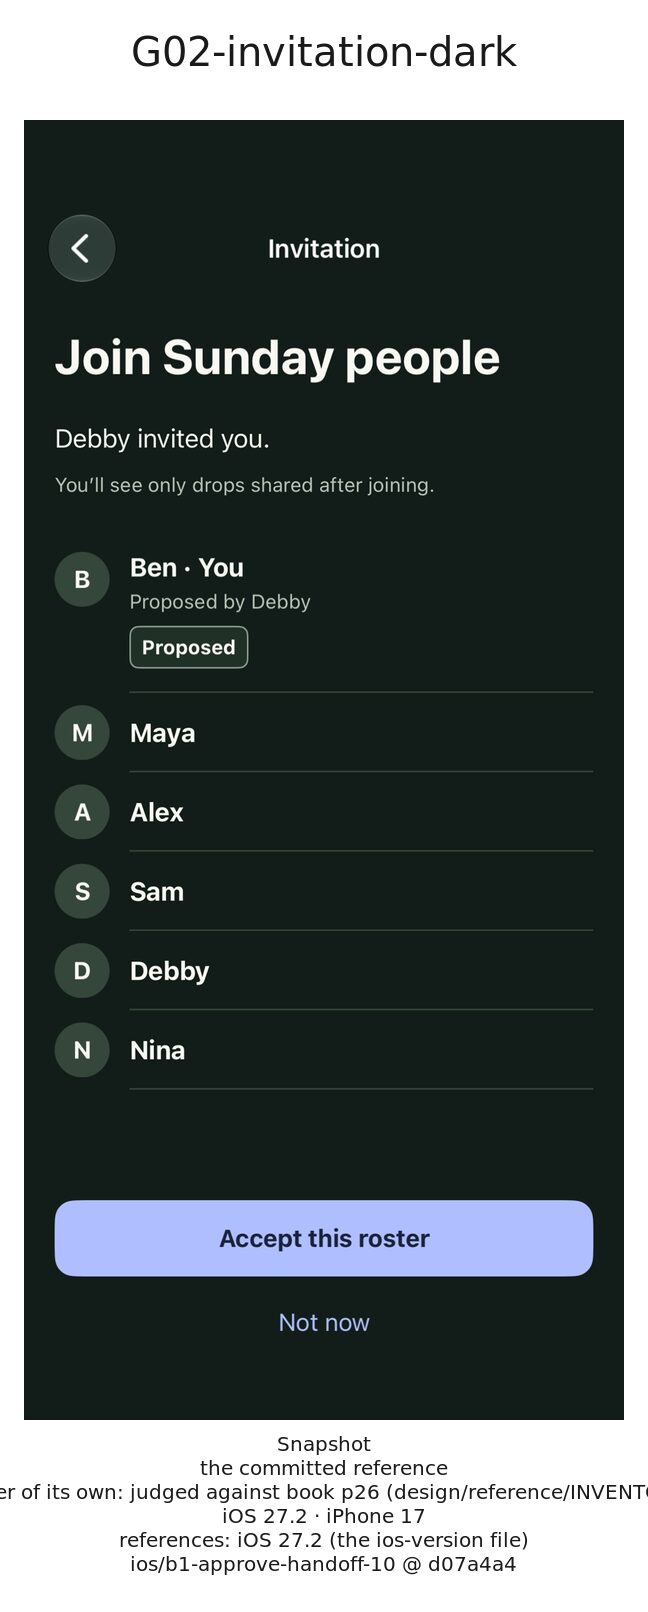 G02-invitation-dark
Invitation
Join Sunday people
Debby invited you.
You’ll see only drops shared after joining.
B
Ben · You
Proposed by Debby
Proposed
M
Maya
A
Alex
S
Sam
D
Debby
N
Nina
Accept this roster
Not now
Snapshot
the committed reference
of its own: judged against book p26
iOS 27.2 · iPhone 17
references: iOS 27.2 (the ios-version file)
ios/b1-approve-handoff-10 @ d07a4a4